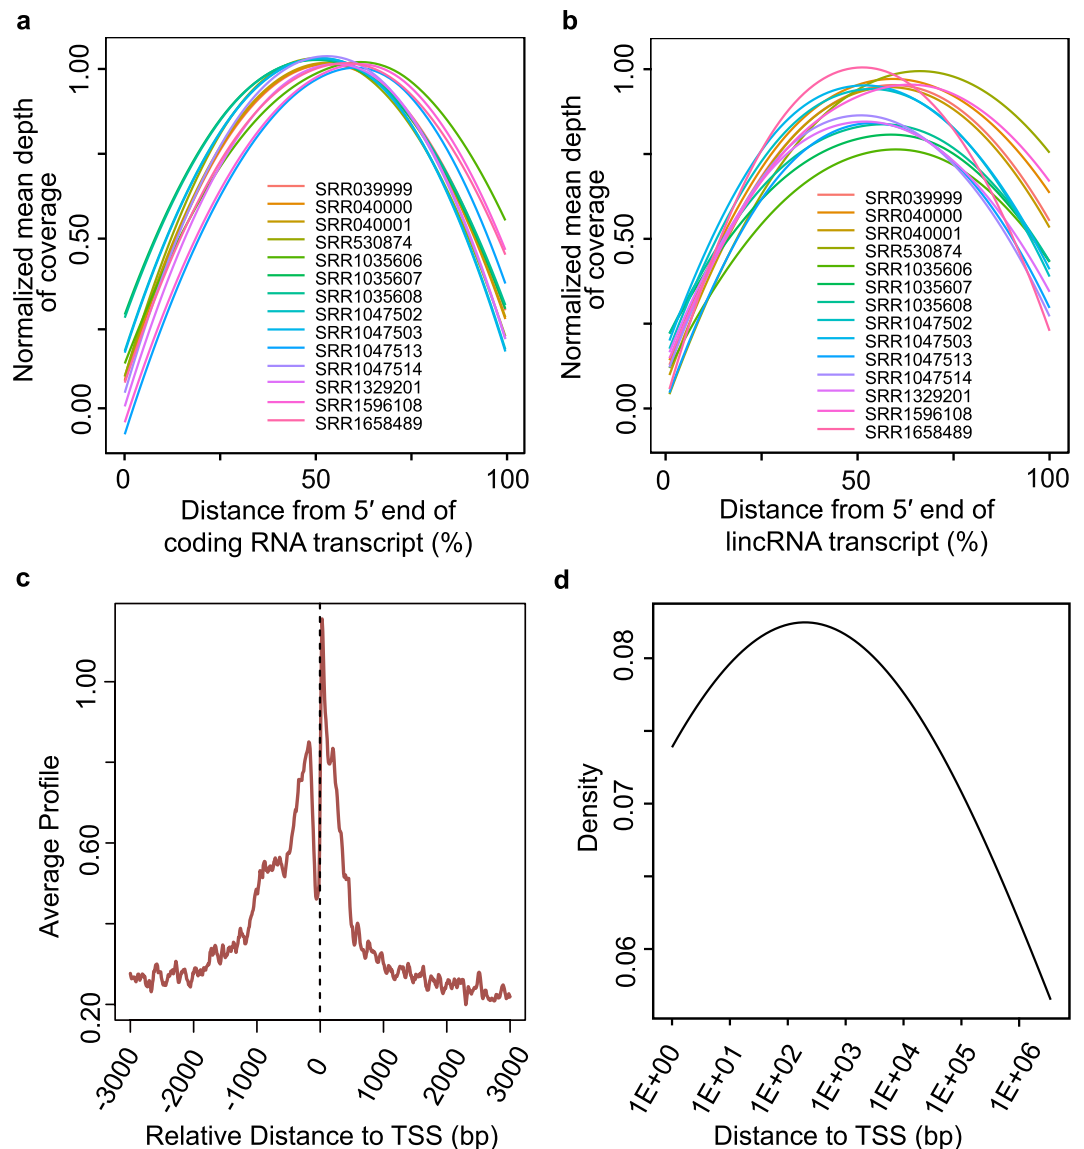 a
1.00
0.50
0.00
Normalized mean depth
of coverage
SRR039999
SRR040000
SRR040001
SRR530874
SRR1035606
SRR1035607
SRR1035608
SRR1047502
SRR1047503
SRR1047513
SRR1047514
SRR1329201
SRR1596108
SRR1658489
0
50
100
Distance from 5′ end of
coding RNA transcript (%)
b
1.00
0.50
0.00
Normalized mean depth
of coverage
SRR039999
SRR040000
SRR040001
SRR530874
SRR1035606
SRR1035607
SRR1035608
SRR1047502
SRR1047503
SRR1047513
SRR1047514
SRR1329201
SRR1596108
SRR1658489
0
50
100
Distance from 5′ end of
lincRNA transcript (%)
c
1.00
0.60
0.20
Average Profile
-3000
-2000
-1000
0
1000
2000
3000
Relative Distance to TSS (bp)
d
0.08
0.07
0.06
Density
1E+00
1E+01
1E+02
1E+03
1E+04
1E+05
1E+06
Distance to TSS (bp)